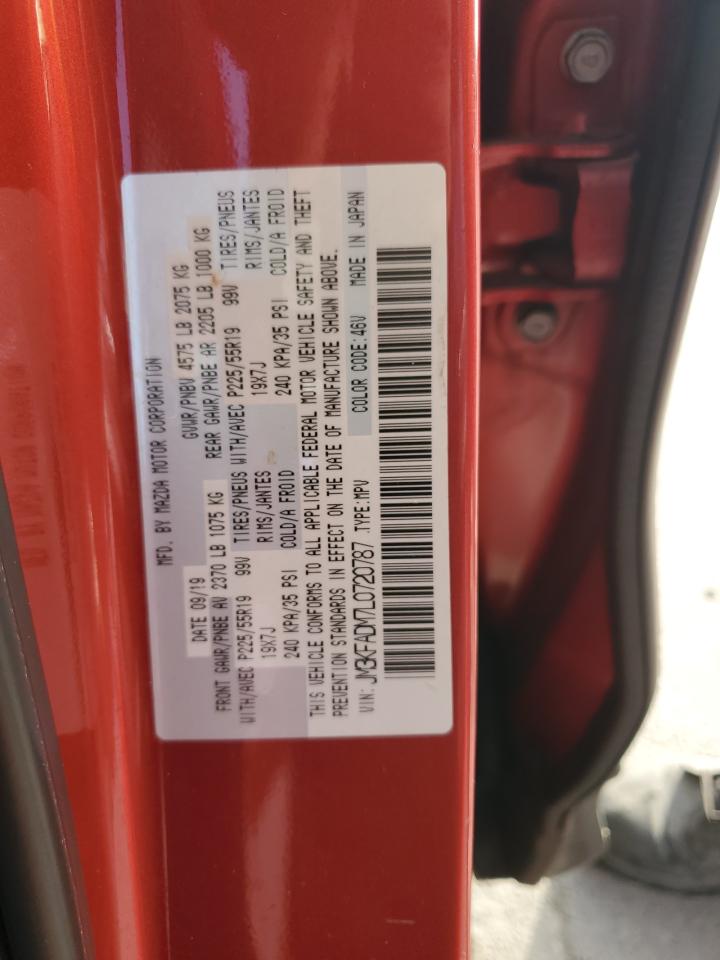 MFD. BY MAZDA MOTOR CORPORATION
DATE 09/19 GVWR/PNBV 4575 LB 2075 KG
FRONT GAWR/PNBE AV 2370 LB 1075 KG REAR GAWR/PNBE AR 2205 LB 1000 KG
WITH/AVEC P225/55R19 99V TIRES/PNEUS WITH/AVEC P225/55R19 99V TIRES/PNEUS
19X7J RIMS/JANTES 19X7J RIMS/JANTES
240 KPA/35 PSI COLD/A FROID 240 KPA/35 PSI COLD/A FROID
THIS VEHICLE CONFORMS TO ALL APPLICABLE FEDERAL MOTOR VEHICLE SAFETY AND THEFT
PREVENTION STANDARDS IN EFFECT ON THE DATE OF MANUFACTURE SHOWN ABOVE.
VIN: JM3KFADM7L0720787 .TYPE:MPV COLOR CODE:46V MADE IN JAPAN